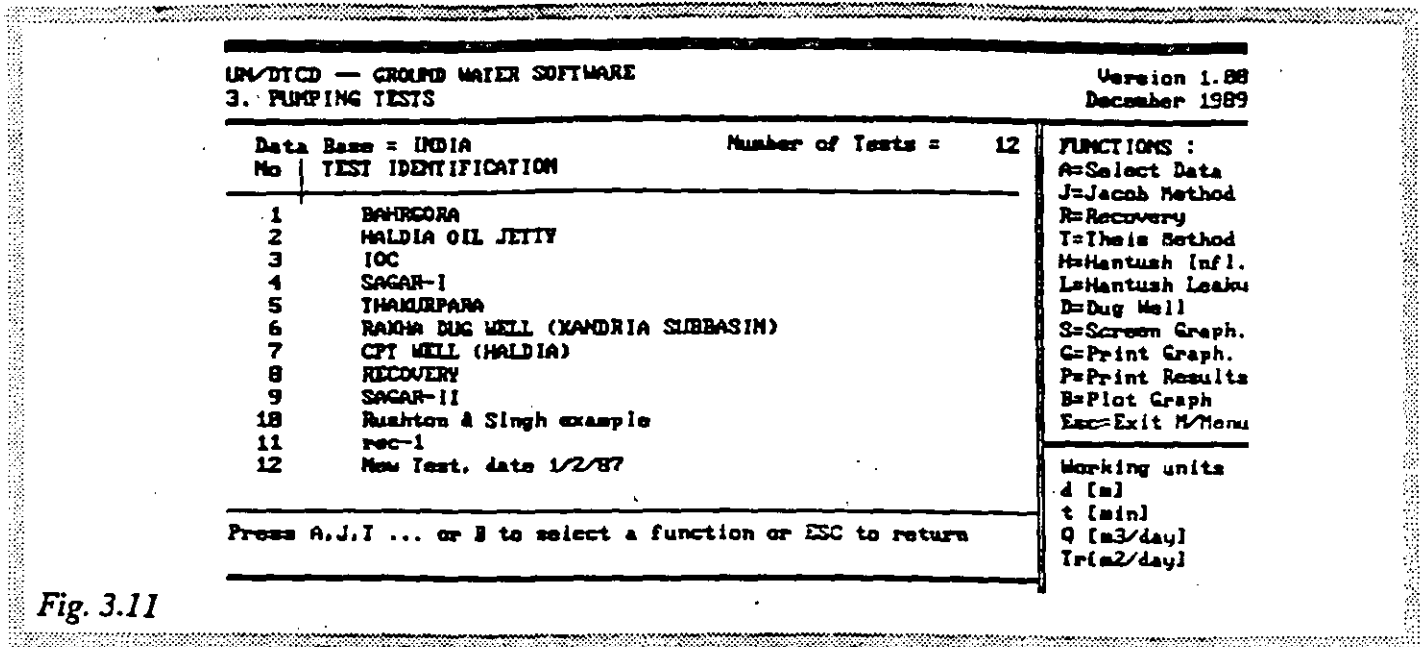 UN/DTCD — GROUND WATER SOFTWARE
Version 1.00
3. PUMPING TESTS
December 1989
Data Base = INDIA
Number of Tests = 12
No | TEST IDENTIFICATION
1 BAHRGORA
2 HALDIA OIL JETTY
3 IOC
4 SAGAR-I
5 THAKURPARA
6 RAXHA DUG WELL (XANDRIA SUBBASIN)
7 CPT WELL (HALDIA)
8 RECOVERY
9 SAGAR-II
10 Rushton & Singh example
11 rec-1
12 New Test, date 1/2/87
Press A,J,T ... or B to select a function or ESC to return
FUNCTIONS :
A=Select Data
J=Jacob Method
R=Recovery
T=Theis Method
H=Hantush Infl.
L=Hantush Leaku
D=Dug Well
S=Screen Graph.
G=Print Graph.
P=Print Results
B=Plot Graph
Esc=Exit M/Menu
Working units
d [m]
t [min]
Q [m3/day]
Tr[m2/day]
Fig. 3.11